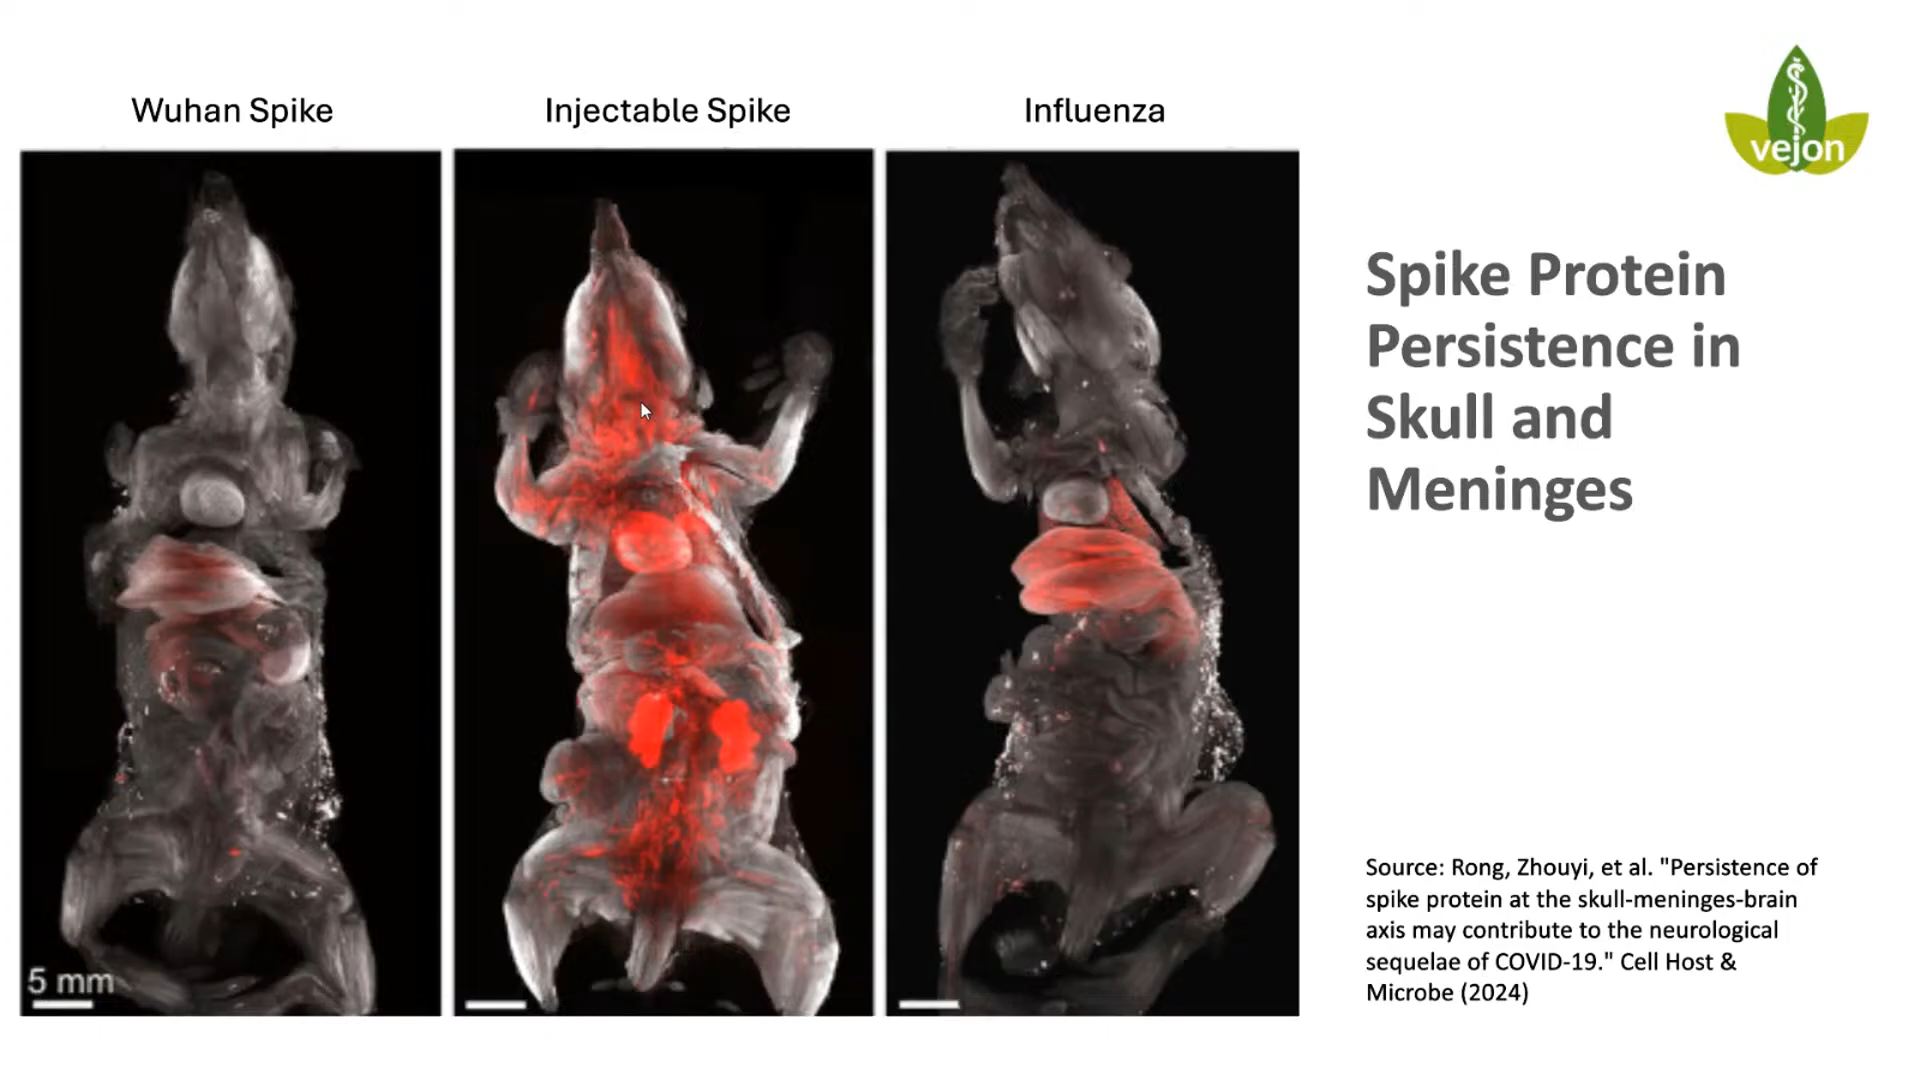 Wuhan Spike
Injectable Spike
Influenza
vejon
Spike Protein
Persistence in
Skull and
Meninges
5 mm
Source: Rong, Zhouyi, et al. "Persistence of
spike protein at the skull-meninges-brain
axis may contribute to the neurological
sequelae of COVID-19." Cell Host &
Microbe (2024)